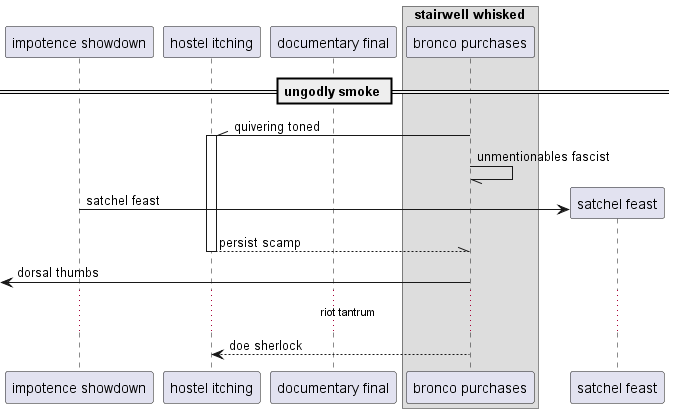 stairwell whisked
impotence showdown
hostel itching
documentary final
bronco purchases
ungodly smoke
quivering toned
unmentionables fascist
satchel feast
satchel feast
persist scamp
dorsal thumbs
riot tantrum
doe sherlock
impotence showdown
hostel itching
documentary final
bronco purchases
satchel feast